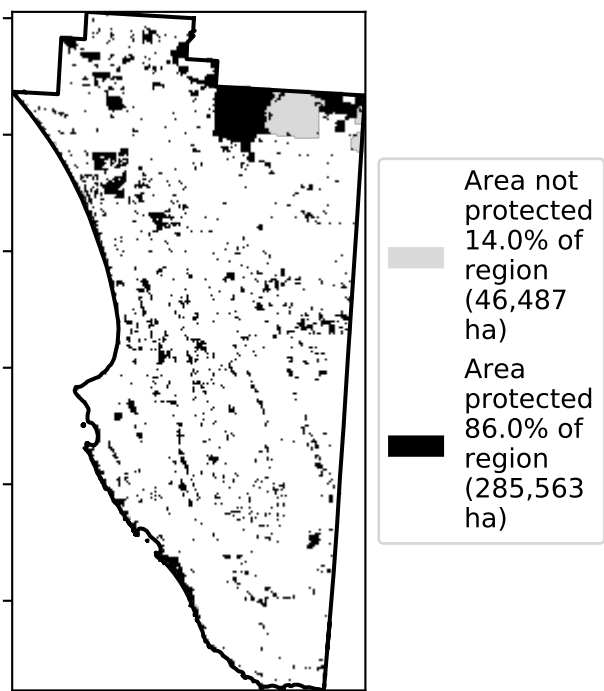 Area not
protected
14.0% of
region
(46,487
ha)
Area
protected
86.0% of
region
(285,563
ha)